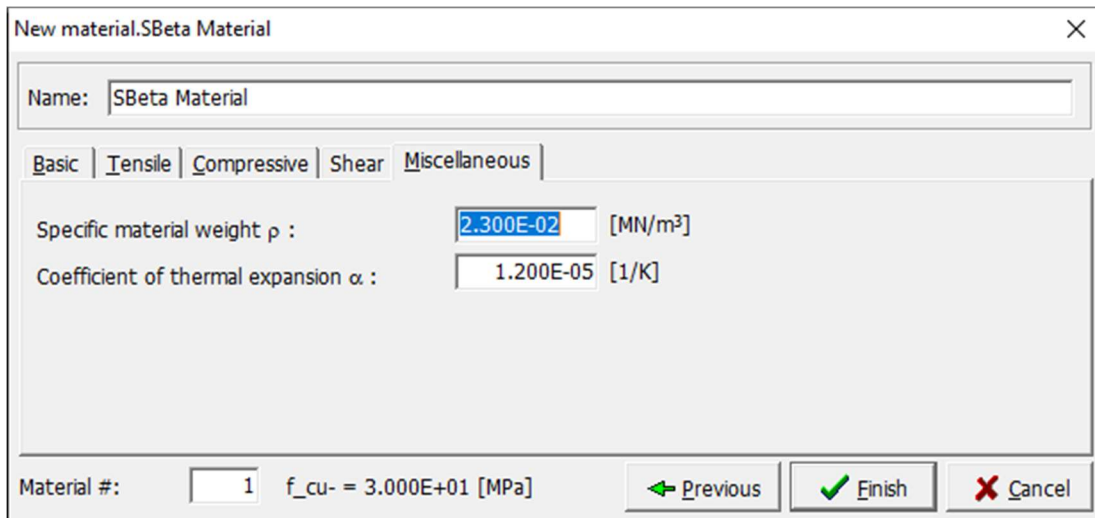 New material.SBeta Material
Name: SBeta Material
Basic Tensile Compressive Shear Miscellaneous
Specific material weight ρ : 2.300E-02 [MN/m³]
Coefficient of thermal expansion α : 1.200E-05 [1/K]
Material #: 1 f_cu- = 3.000E+01 [MPa] Previous Finish Cancel